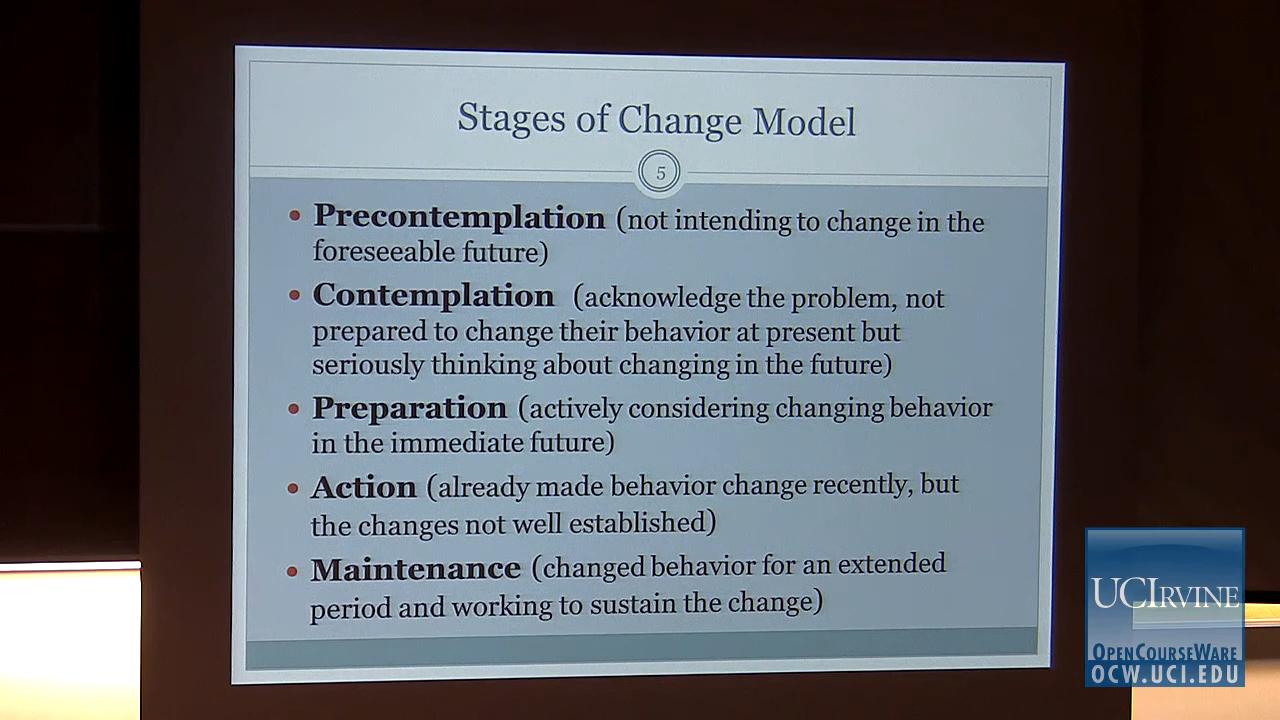 Stages of Change Model
5
• Precontemplation (not intending to change in the
foreseeable future)
• Contemplation (acknowledge the problem, not
prepared to change their behavior at present but
seriously thinking about changing in the future)
• Preparation (actively considering changing behavior
in the immediate future)
• Action (already made behavior change recently, but
the changes not well established)
• Maintenance (changed behavior for an extended
period and working to sustain the change)
UCIRVINE
OPENCOURSEWARE
OCW.UCI.EDU